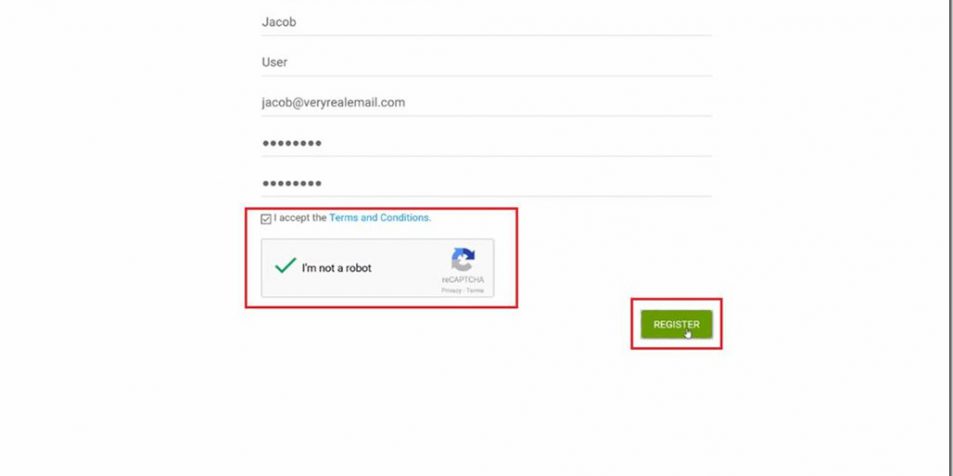 Jacob
User
jacob@veryrealemail.com
••••••••
••••••••
I accept the Terms and Conditions.
I'm not a robot
reCAPTCHA
Privacy - Terms
REGISTER